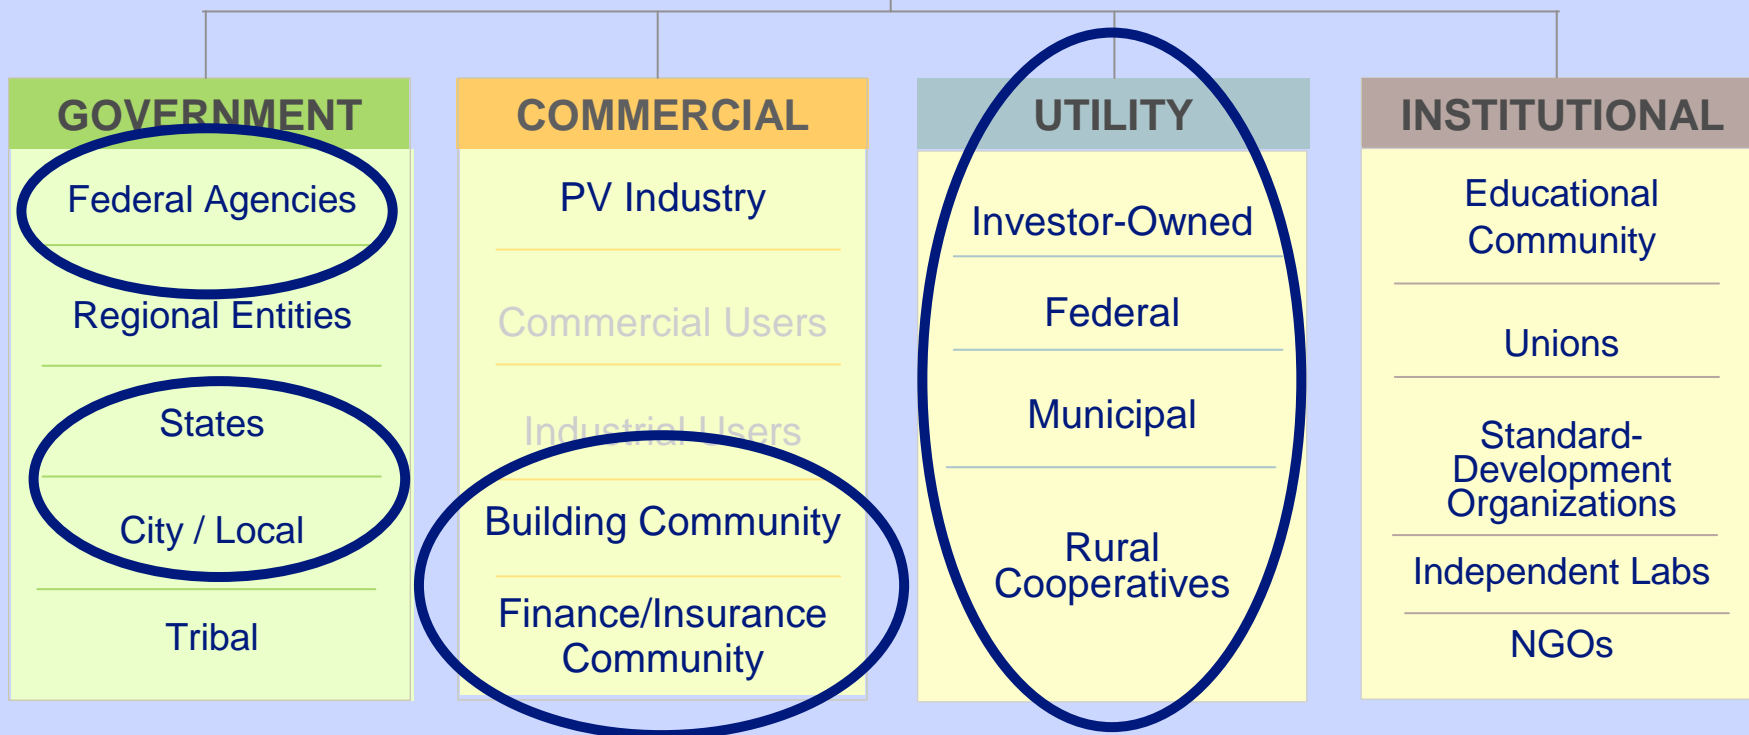 GOVERNMENT
Federal Agencies
Regional Entities
States
City / Local
Tribal
COMMERCIAL
PV Industry
Commercial Users
Industrial Users
Building Community
Finance/Insurance
Community
UTILITY
Investor-Owned
Federal
Municipal
Rural
Cooperatives
INSTITUTIONAL
Educational
Community
Unions
Standard-
Development
Organizations
Independent Labs
NGOs